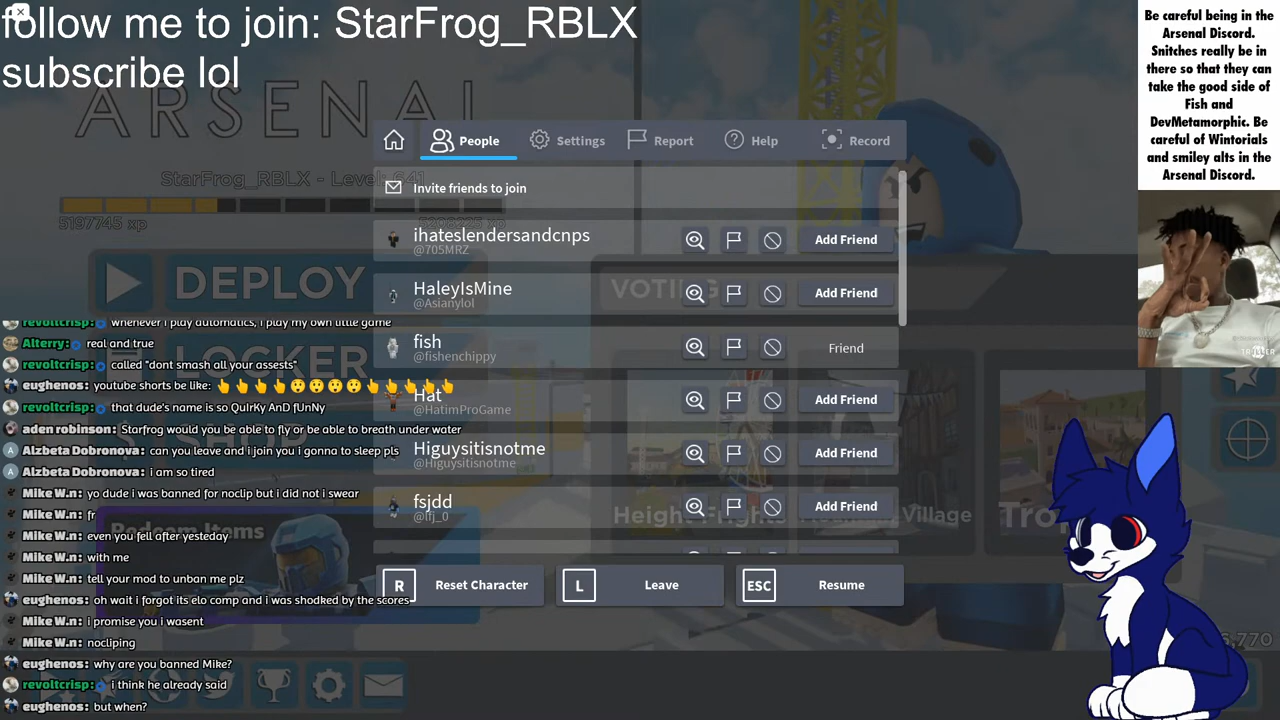 follow me to join: StarFrog_RBLX
subscribe lol
ARSENAL
StarFrog_RBLX - Level: 641
5197745 xp
DEPLOY
LOCKER
SHOP
Redeem Items
VOTING
Village
People
Settings
Report
Help
Record
Invite friends to join
ihateslendersandcnps
@705MRZ
Add Friend
HaleyIsMine
@Asianylol
Add Friend
fish
@fishenchippy
Friend
Hat
@HatimProGame
Add Friend
Higuysitisnotme
@Higuysitisnotme
Add Friend
fsjdd
Add Friend
R Reset Character
L Leave
ESC Resume
revoltcrisp: whenever i play automatics, i play my own little game
Alterry: real and true
revoltcrisp: called "dont smash all your assests"
eughenos: youtube shorts be like: 👆👆👆👆😲😲😲😲👆👆👆👆👆
revoltcrisp: that dude's name is so QuIrKy AnD fUnNy
aden robinson: Starfrog would you be able to fly or be able to breath under water
Alzbeta Dobronova: can you leave and i join you i gonna to sleep pls
Alzbeta Dobronova: i am so tired
Mike W.n: yo dude i was banned for noclip but i did not i swear
Mike W.n: fr
Mike W.n: even you fell after yesteday
Mike W.n: with me
Mike W.n: tell your mod to unban me plz
eughenos: oh wait i forgot its elo comp and i was shodked by the scores
Mike W.n: i promise you i wasent
Mike W.n: nocliping
eughenos: why are you banned Mike?
revoltcrisp: i think he already said
eughenos: but when?
Be careful being in the
Arsenal Discord.
Snitches really be in
there so that they can
take the good side of
Fish and
DevMetamorphic. Be
careful of Wintorials
and smiley alts in the
Arsenal Discord.
TRILLER